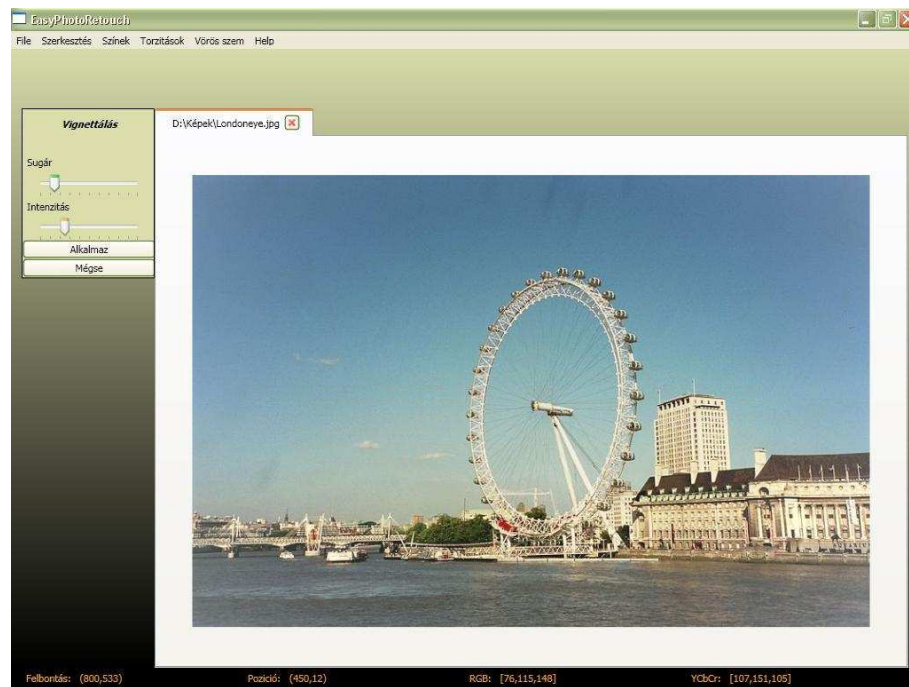 EasyPhotoRetouch
File Szerkesztés Színek Torzítások Vörös szem Help
Vignettálás
D:\Képek\Londoneye.jpg
Sugár
Intenzitás
Alkalmaz
Mégse
Felbontás: (800,533) Pozíció: (450,12) RGB: [76,115,148] YCbCr: [107,151,105]